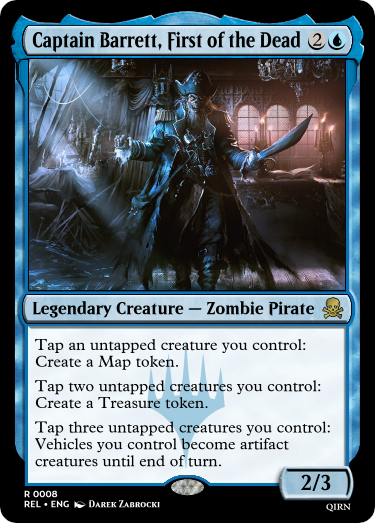 Captain Barrett, First of the Dead 2
Legendary Creature — Zombie Pirate
Tap an untapped creature you control:
Create a Map token.
Tap two untapped creatures you control:
Create a Treasure token.
Tap three untapped creatures you control:
Vehicles you control become artifact
creatures until end of turn.
2/3
R 0008
REL • ENG DAREK ZABROCKI
QIRN